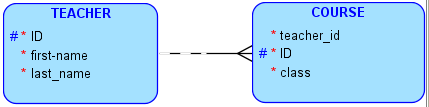 TEACHER
# * ID
* first-name
* last_name
COURSE
* teacher_id
# * ID
* class